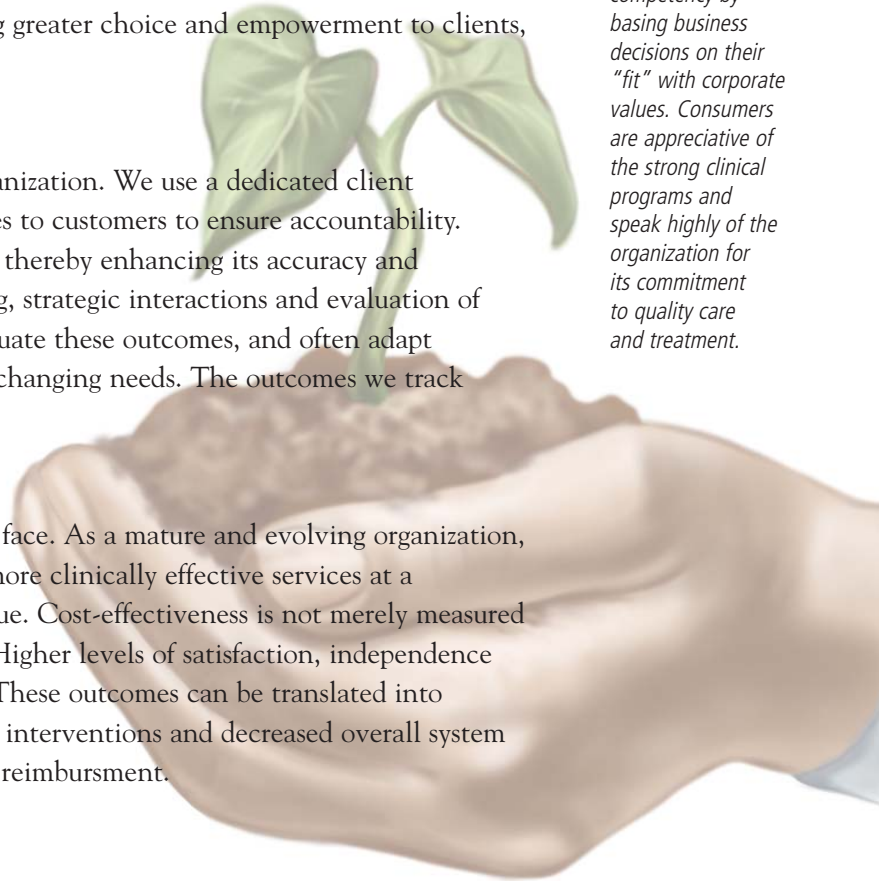 g greater choice and empowerment to clients,
anization. We use a dedicated client
es to customers to ensure accountability.
thereby enhancing its accuracy and
g, strategic interactions and evaluation of
uate these outcomes, and often adapt
changing needs. The outcomes we track
face. As a mature and evolving organization,
nore clinically effective services at a
ue. Cost-effectiveness is not merely measured
Higher levels of satisfaction, independence
These outcomes can be translated into
interventions and decreased overall system
reimbursment.
competency by
basing business
decisions on their
“fit” with corporate
values. Consumers
are appreciative of
the strong clinical
programs and
speak highly of the
organization for
its commitment
to quality care
and treatment.